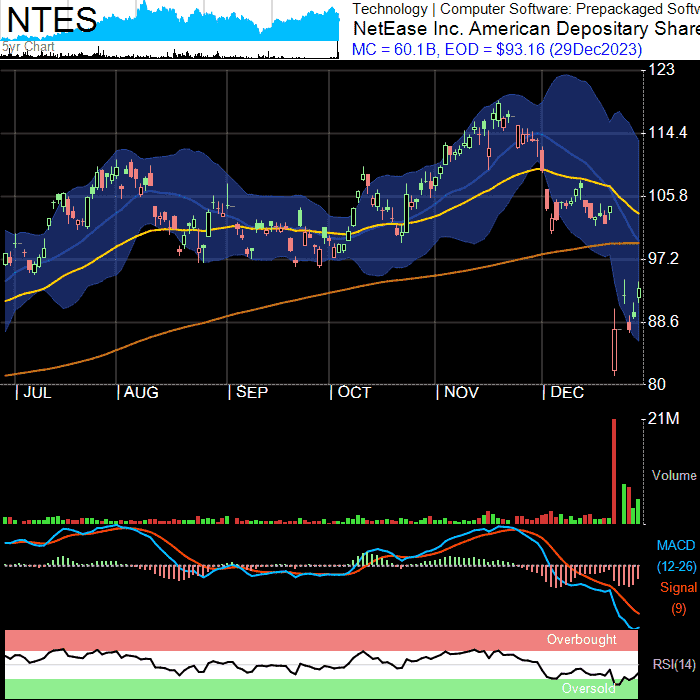 NTES
5yr Chart
Technology | Computer Software: Prepackaged Softw
NetEase Inc. American Depositary Share
MC = 60.1B, EOD = $93.16 (29Dec2023)
123
114.4
105.8
97.2
88.6
80
| JUL | AUG | SEP | OCT | NOV | DEC
21M
Volume
MACD
(12-26)
Signal
(9)
Overbought
RSI(14)
Oversold